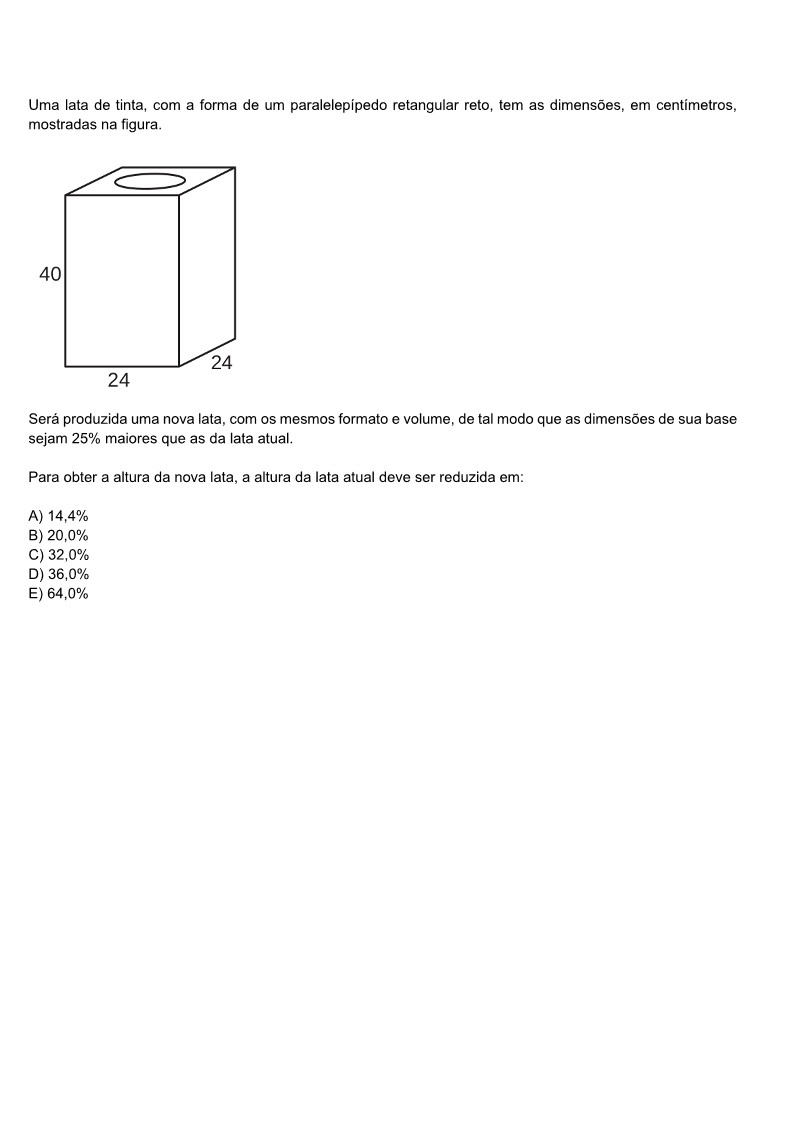 Uma lata de tinta, com a forma de um paralelepípedo retangular reto, tem as dimensões, em centímetros,
mostradas na figura.
40
24
24
Será produzida uma nova lata, com os mesmos formato e volume, de tal modo que as dimensões de sua base
sejam 25% maiores que as da lata atual.
Para obter a altura da nova lata, a altura da lata atual deve ser reduzida em:
A) 14,4%
B) 20,0%
C) 32,0%
D) 36,0%
E) 64,0%